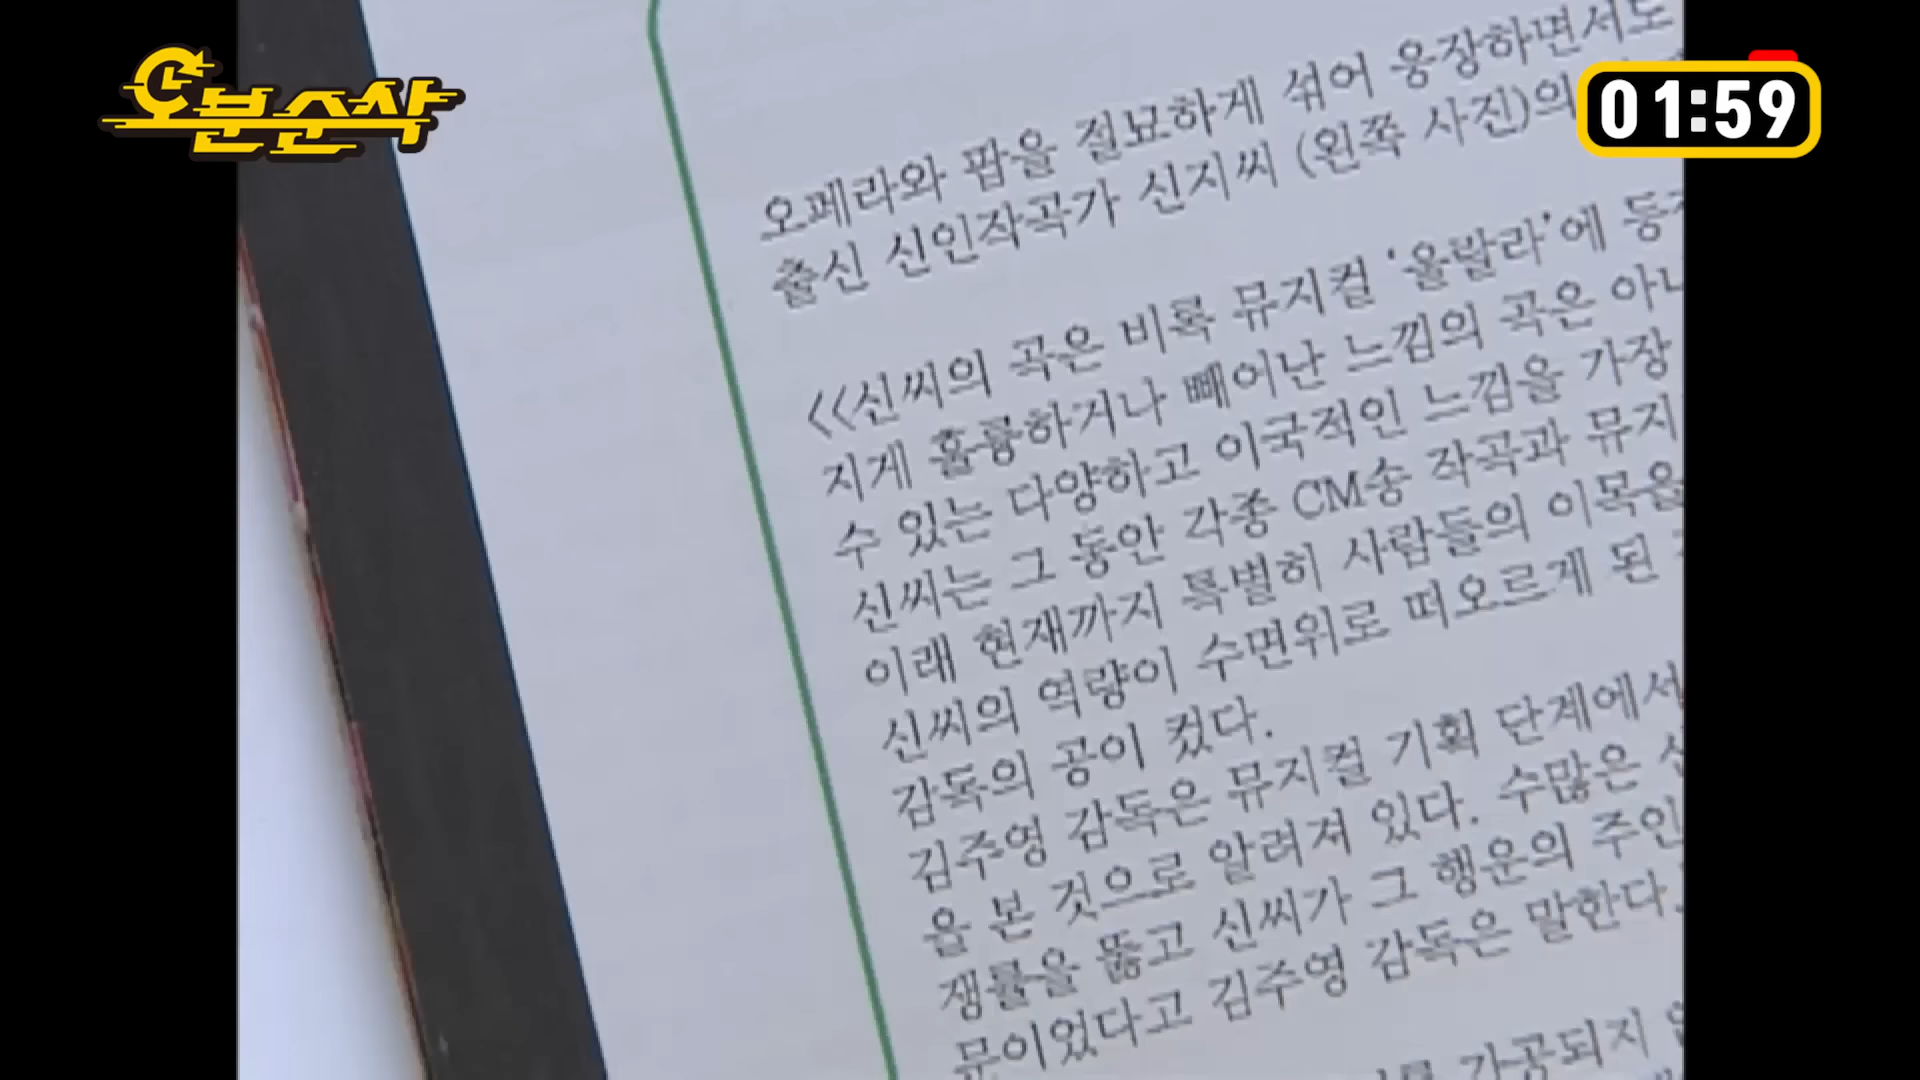 오분순삭
01:59
오페라와 팝을 절묘하게 섞어 웅장하면서도
출신 신인작곡가 신지씨 (왼쪽 사진)의
<<신씨의 곡은 비록 뮤지컬 ‘울랄라’에
지게 훌륭하거나 빼어난 느낌의 곡은
수 있는 다양하고 이국적인 느낌을 가장
신씨는 그 동안 각종 CM송 작곡과
이래 현재까지 특별히 사람들의 이목을
신씨의 역량이 수면위로 떠오르게 된
감독의 공이 컸다.
김주영 감독은 뮤지컬 기획 단계에서
을 본 것으로 알려져 있다. 수많은
쟁률을 뚫고 신씨가 그 행운의
문이었다고 김주영 감독은 말한다.
가공되지